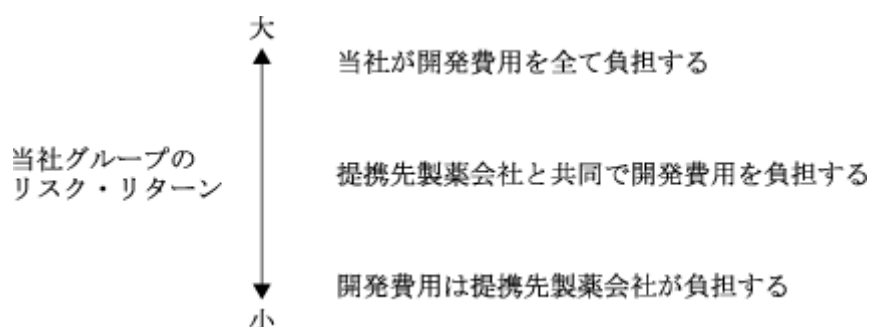 大
当社が開発費用を全て負担する
当社グループの
リスク・リターン
提携先製薬会社と共同で開発費用を負担する
開発費用は提携先製薬会社が負担する
小